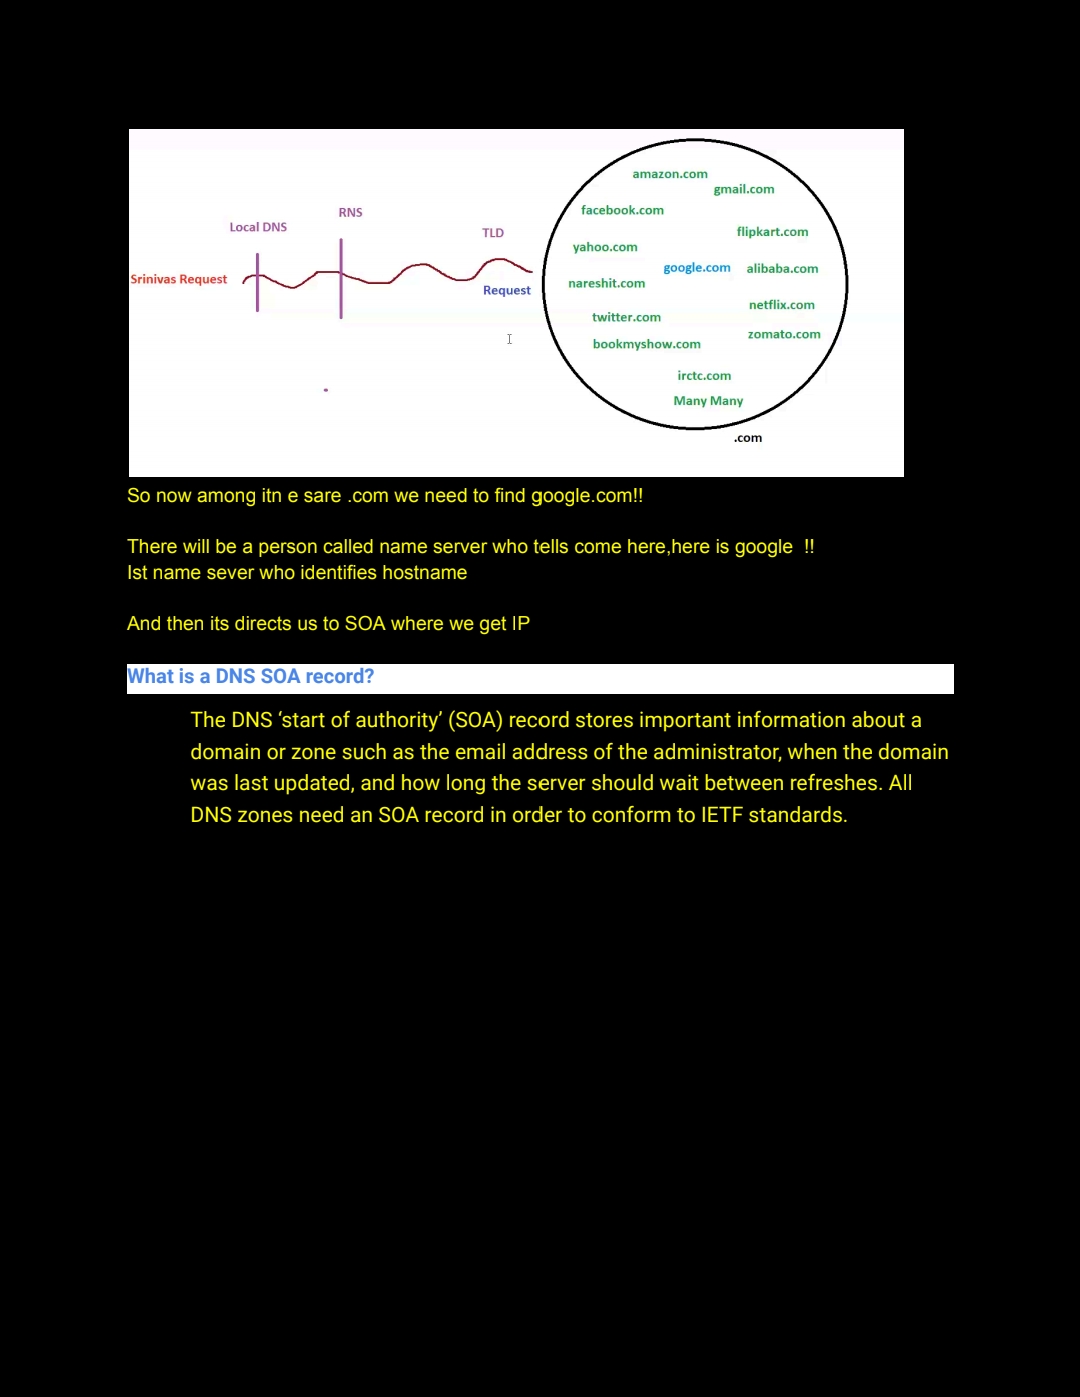 amazon.com
gmail.com
facebook.com
RNS
Local DNS
TLD
flipkart.com
yahoo.com
google.com
alibaba.com
Srinivas Request
nareshit.com
Request
netflix.com
twitter.com
zomato.com
bookmyshow.com
irctc.com
Many Many
.com
So now among itn e sare .com we need to find google.com!!
There will be a person called name server who tells come here,here is google !!
Ist name sever who identifies hostname
And then its directs us to SOA where we get IP
What is a DNS SOA record?
The DNS ‘start of authority’ (SOA) record stores important information about a
domain or zone such as the email address of the administrator, when the domain
was last updated, and how long the server should wait between refreshes. All
DNS zones need an SOA record in order to conform to IETF standards.